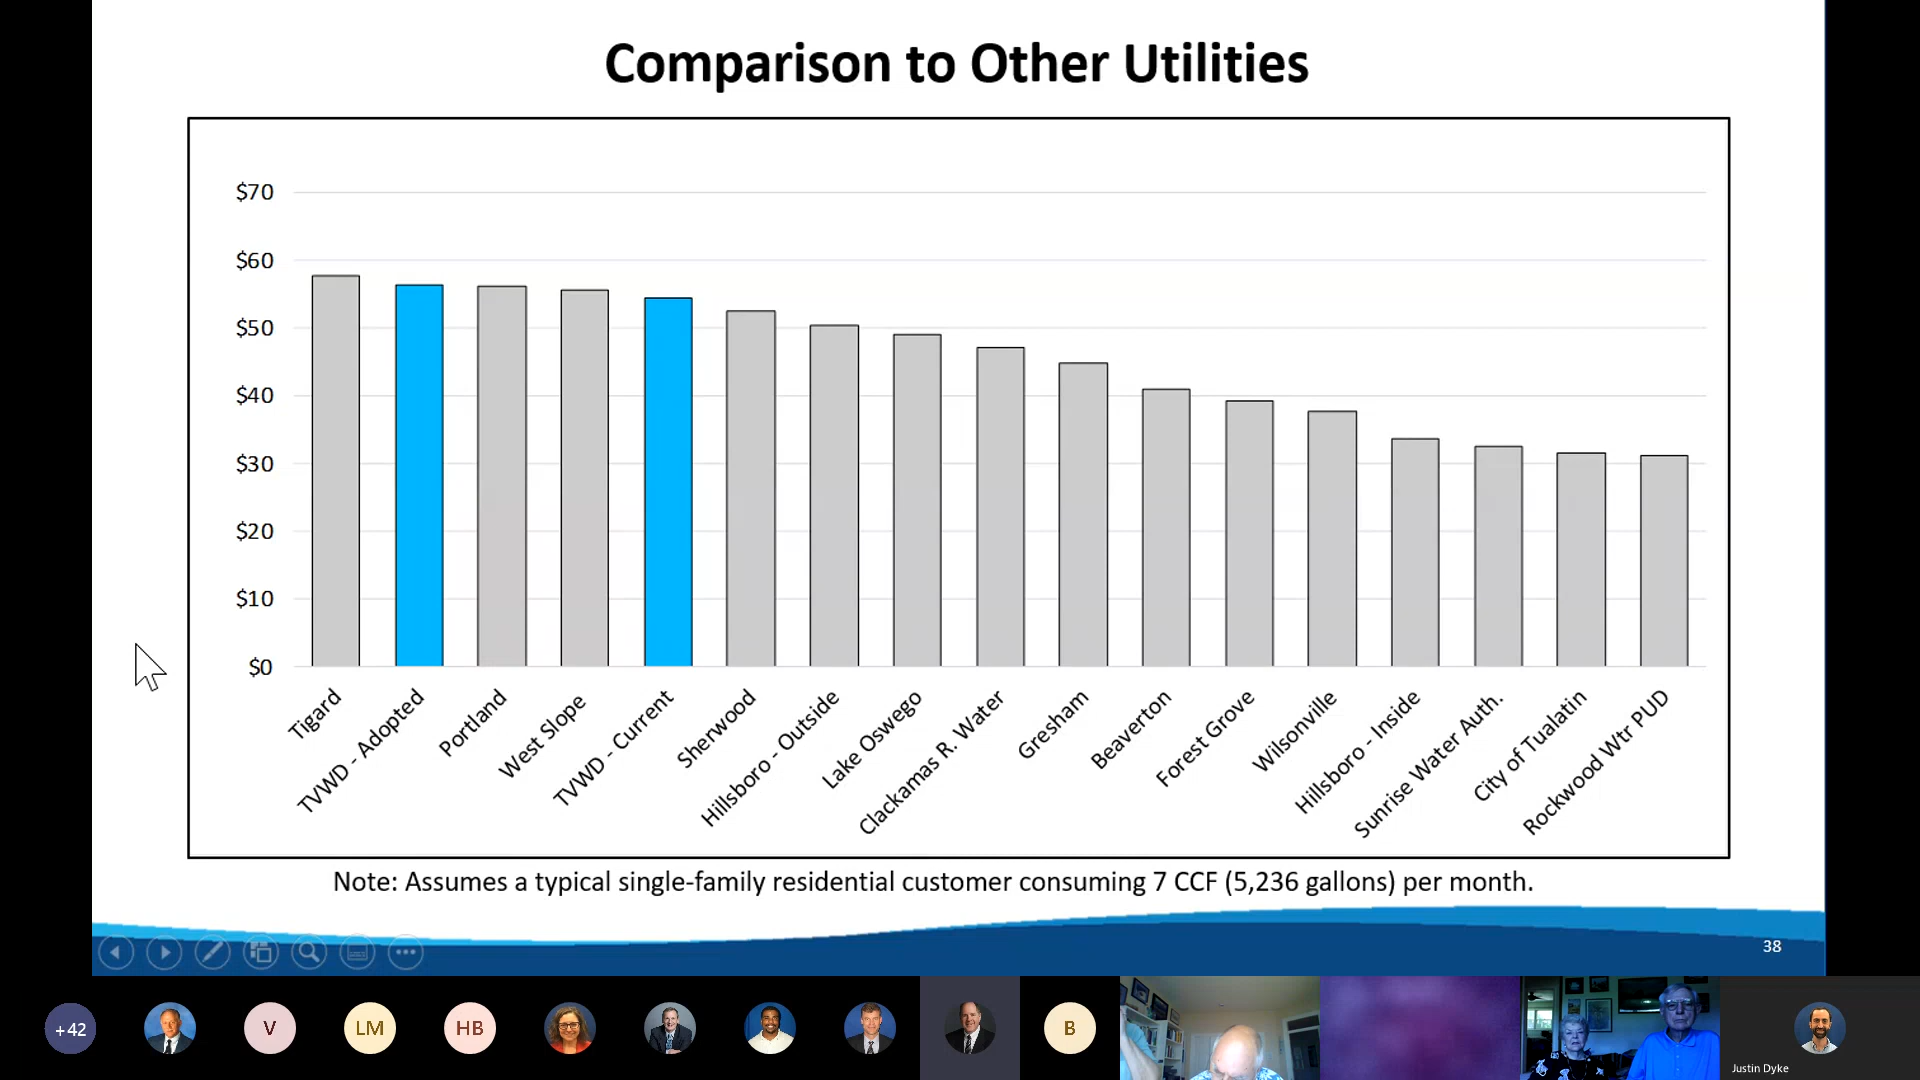 Comparison to Other Utilities
$70
$60
$50
$40
$30
$20
$10
$0
Tigard
TVWD - Adopted
Portland
West Slope
TVWD - Current
Sherwood
Hillsboro - Outside
Lake Oswego
Clackamas R. Water
Gresham
Beaverton
Forest Grove
Wilsonville
Hillsboro - Inside
Sunrise Water Auth.
City of Tualatin
Rockwood Wtr PUD
Note: Assumes a typical single-family residential customer consuming 7 CCF (5,236 gallons) per month.
38
+42
V
LM
HB
B
Justin Dyke